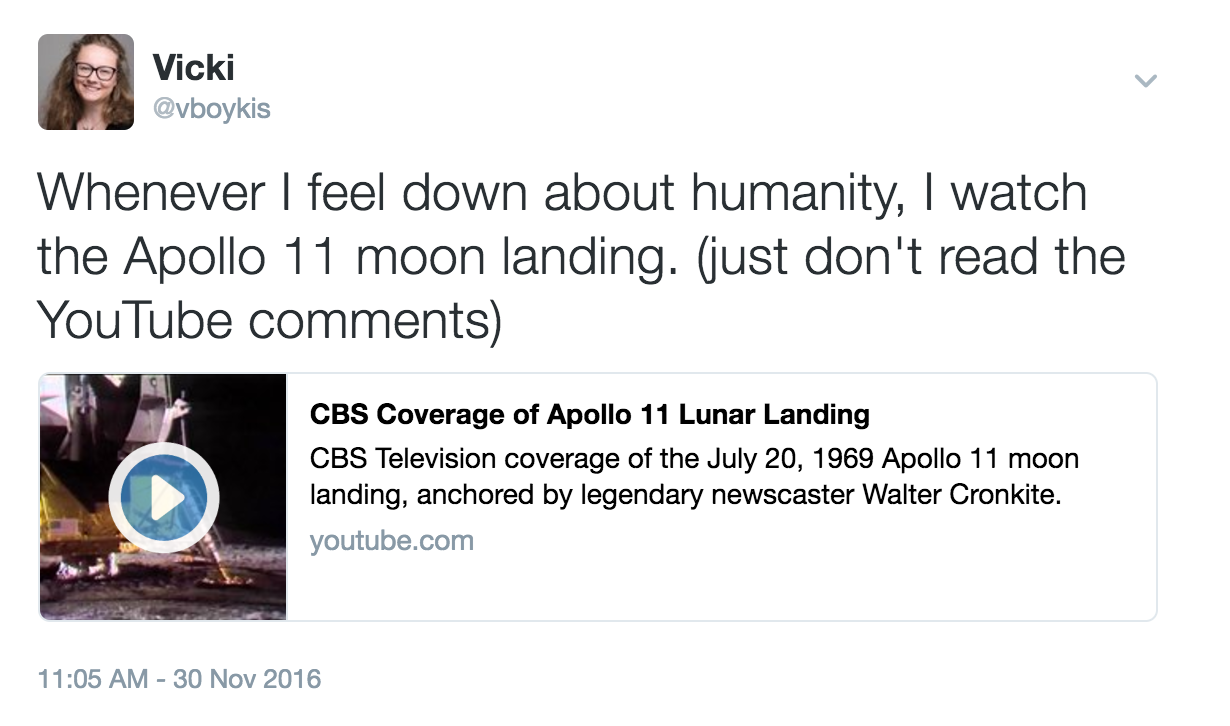 Vicki
@vboykis
Whenever I feel down about humanity, I watch
the Apollo 11 moon landing. (just don't read the
YouTube comments)
CBS Coverage of Apollo 11 Lunar Landing
CBS Television coverage of the July 20, 1969 Apollo 11 moon
landing, anchored by legendary newscaster Walter Cronkite.
youtube.com
11:05 AM - 30 Nov 2016